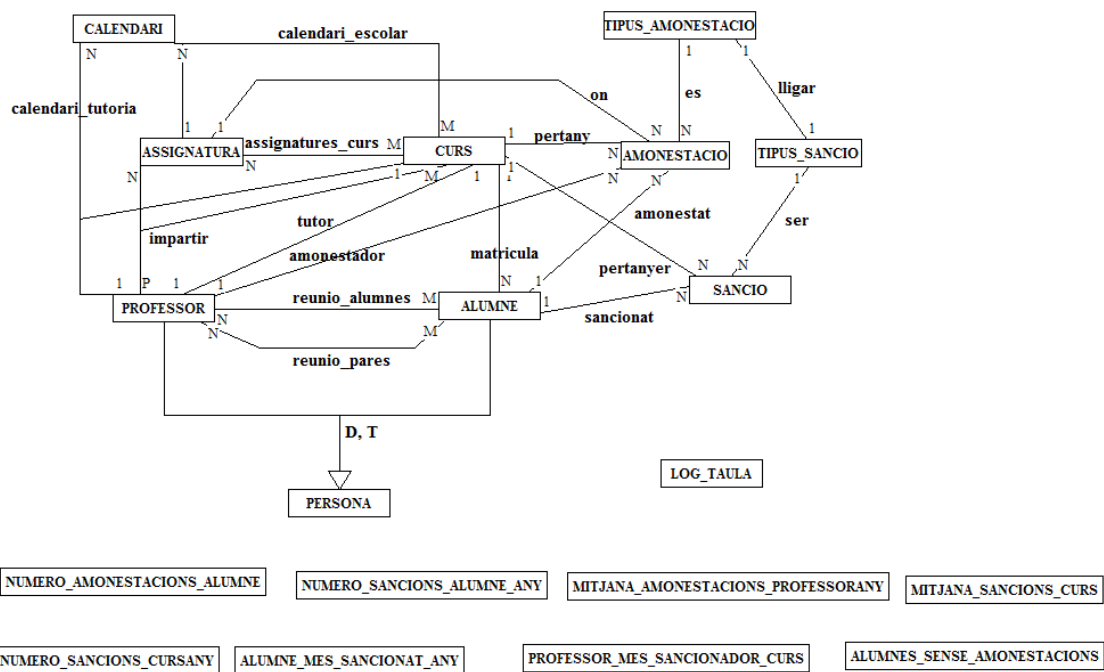 CALENDARI
TIPUS_AMONESTACIO
calendari_escolar
N
N
1
1
lligar
calendari_tutoria
on
es
1
1
M
1
pertany
N
N
1
ASSIGNATURA
assignatures_curs
M
CURS
AMONESTACIO
TIPUS_SANCIO
N
N
N
1
M
1
1
1
N
N
1
amonestat
ser
tutor
impartir
amonestador
matricula
pertanyer
N
N
1
P
1
1
reunio_alumnes
M
N
1
SANCIO
PROFESSOR
ALUMNE
1
N
N
N
M
sancionat
reunio_pares
D, T
LOG_TAULA
PERSONA
NUMERO_AMONESTACIONS_ALUMNE
NUMERO_SANCIONS_ALUMNE_ANY
MITJANA_AMONESTACIONS_PROFESSORANY
MITJANA_SANCIONS_CURS
NUMERO_SANCIONS_CURSANY
ALUMNE_MES_SANCIONAT_ANY
PROFESSOR_MES_SANCIONADOR_CURS
ALUMNES_SENSE_AMONESTACIONS